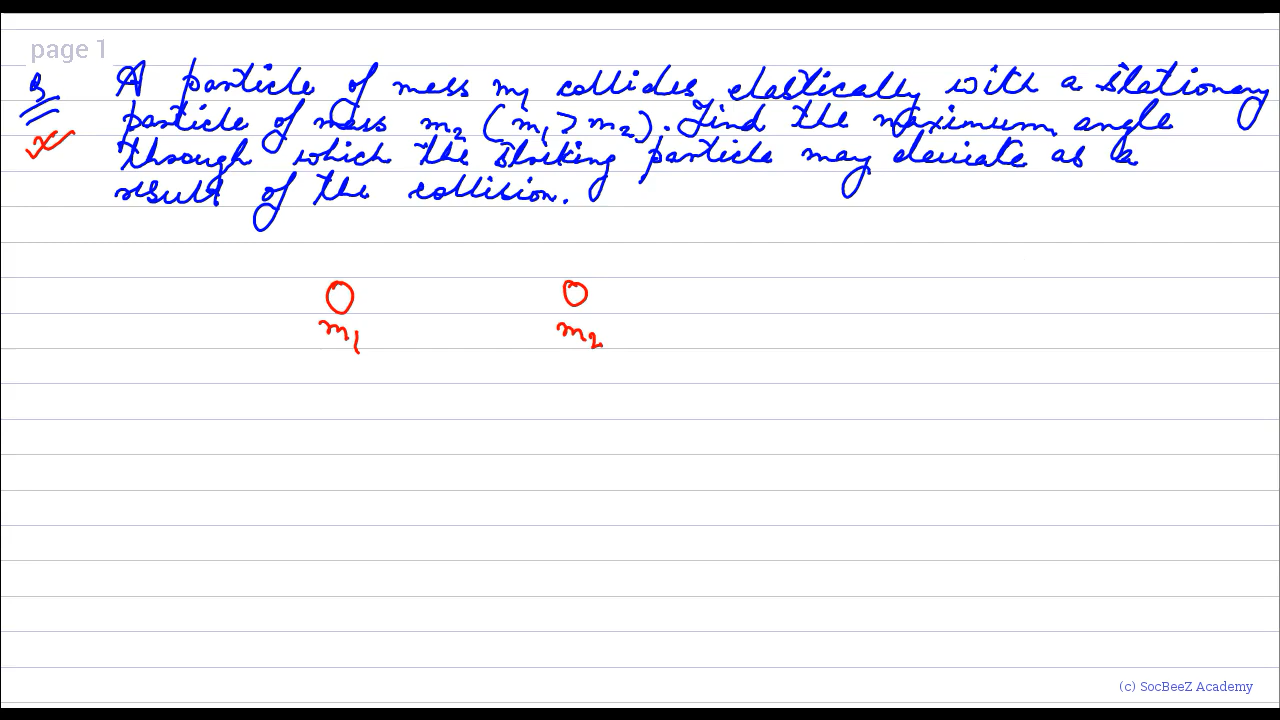 page 1
Q. A particle of mass m1 collides elastically with a stationary
particle of mass m2 (m1 > m2). Find the maximum angle
through which the striking particle may deviate as a
result of the collision.
m1 m2
(c) SocBeeZ Academy